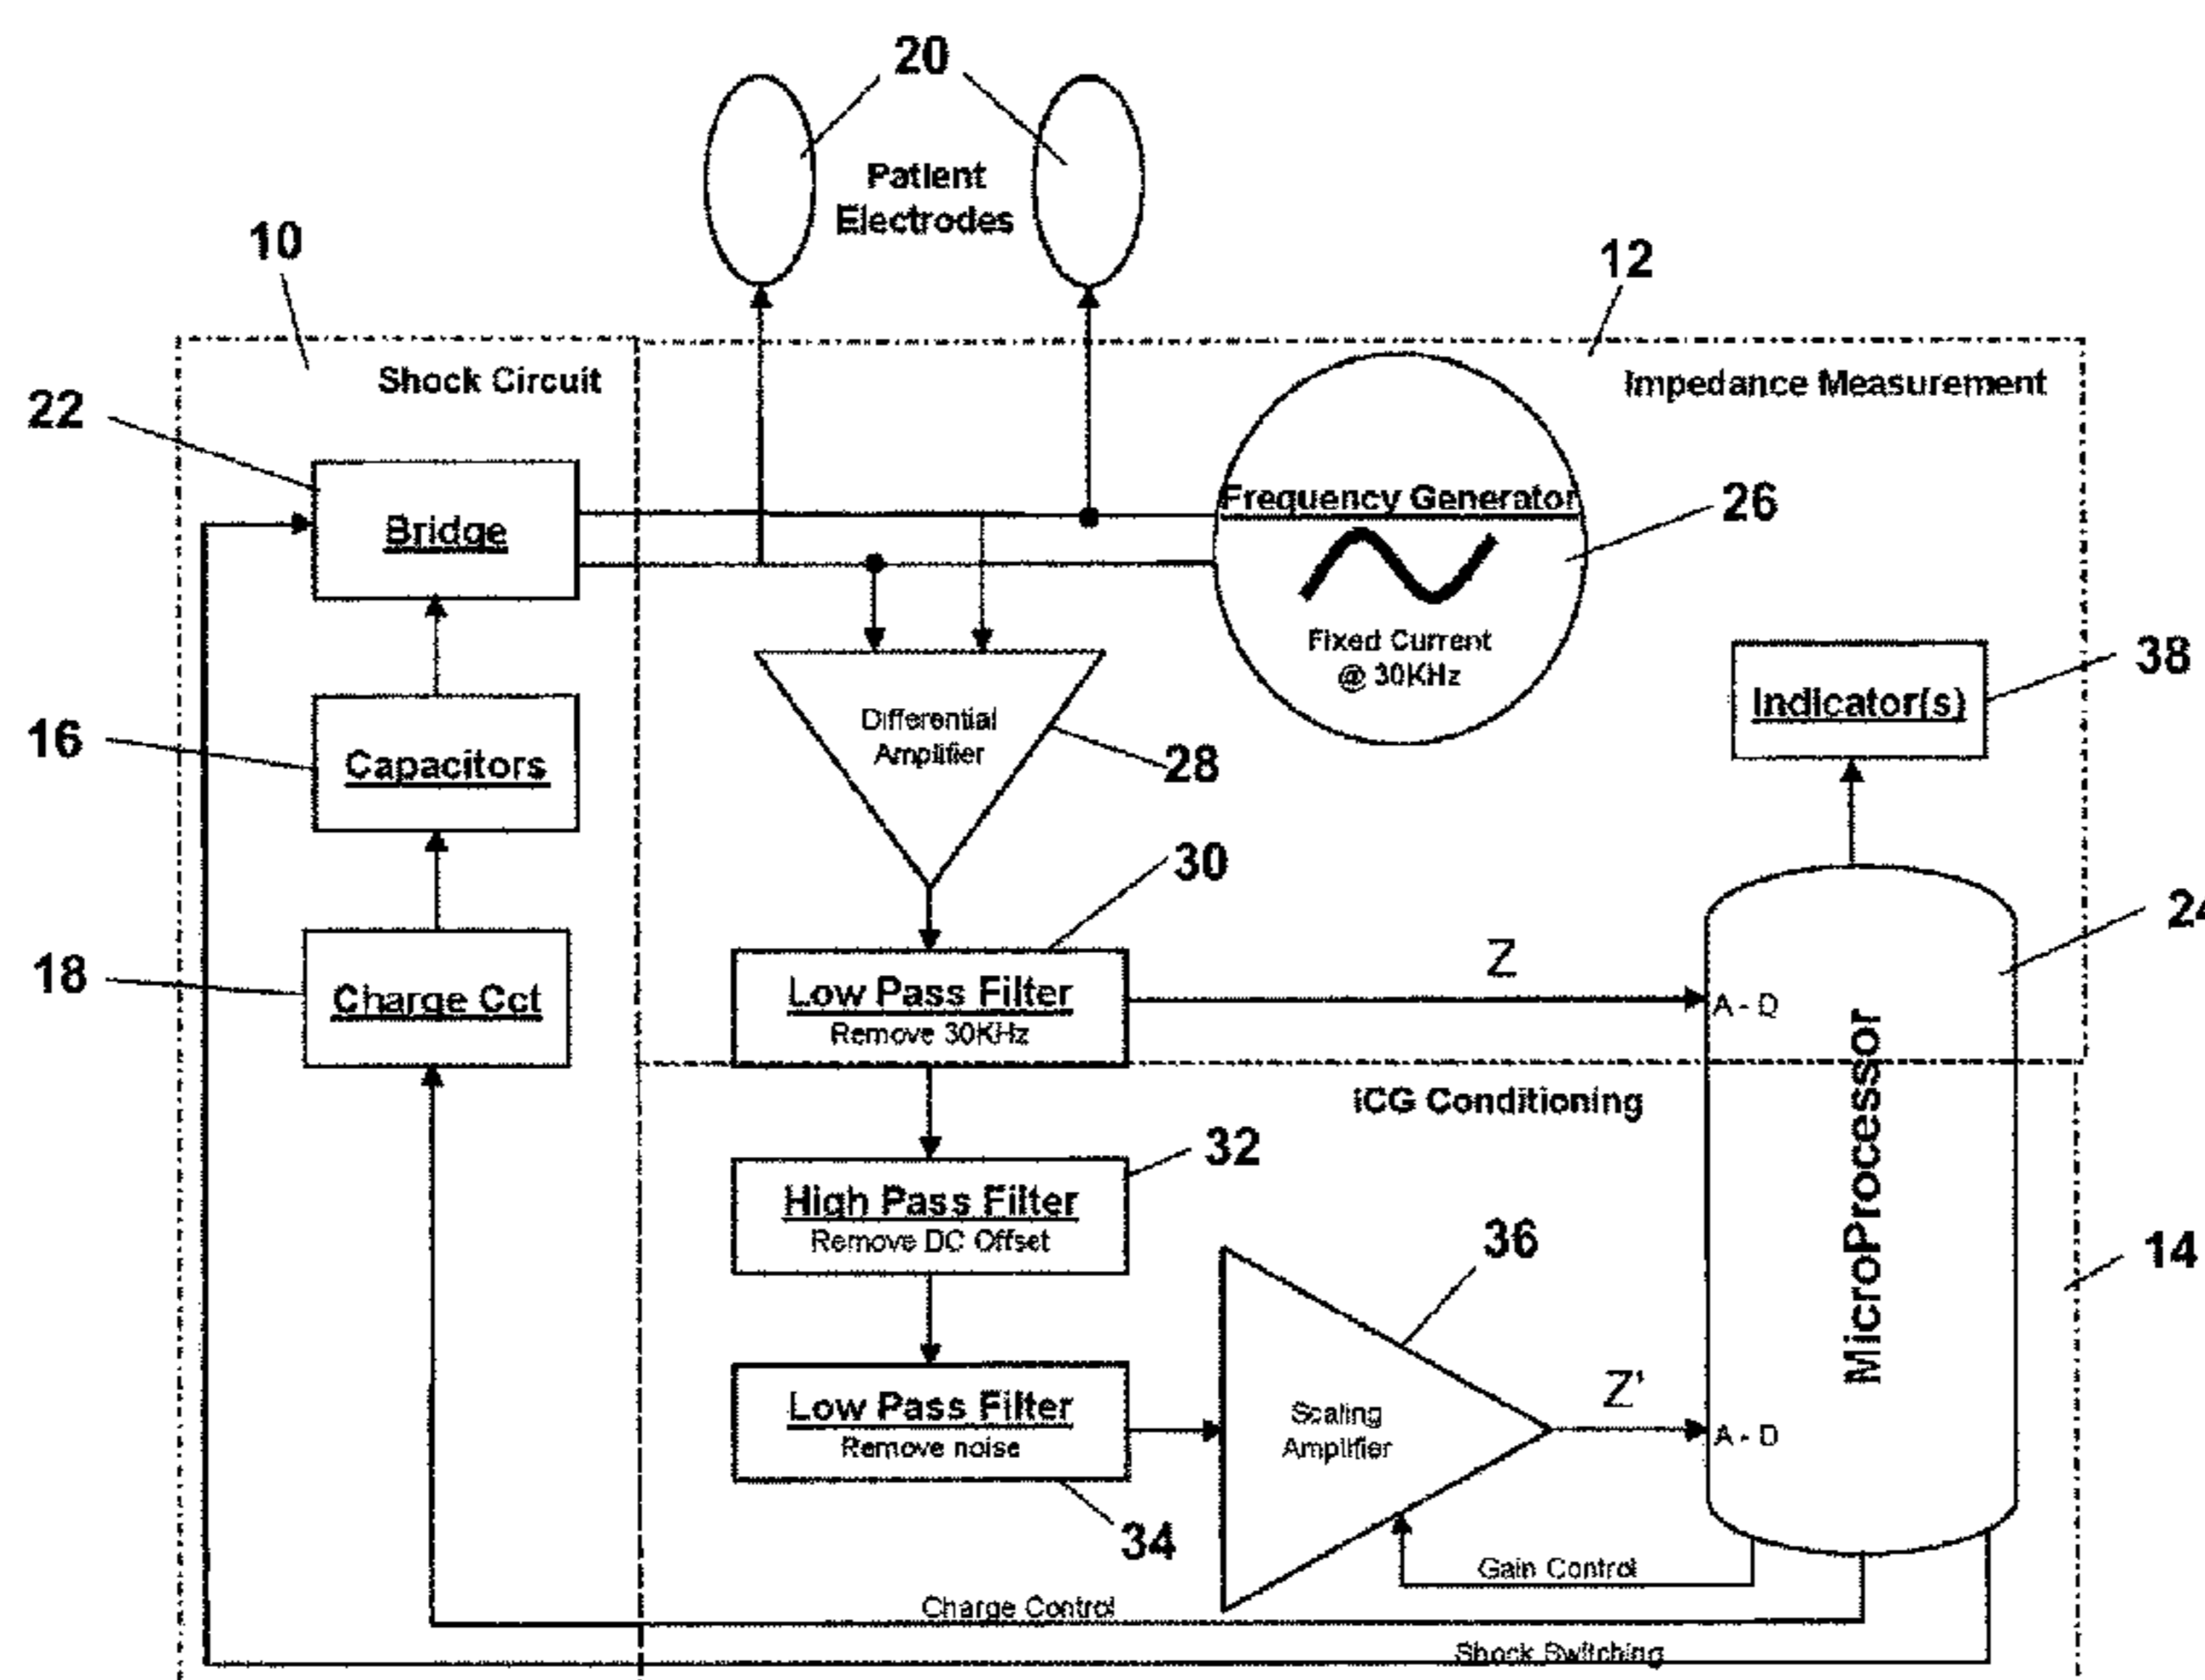 20
Patient
Electrodes
10
12
Shock Circuit
Impedance Measurement
22
Bridge
Frequency Generator
26
Fixed Current
@ 30KHz
38
Indicator(s)
16
Capacitors
Differential
Amplifier
28
30
24
18
Charge Cct
Low Pass Filter
Remove 30KHz
Z
A - D
MicroProcessor
iCG Conditioning
32
High Pass Filter
Remove DC Offset
36
14
Low Pass Filter
Remove noise
Scaling
Amplifier
Z'
A - D
34
Gain Control
Charge Control
Shock Switching